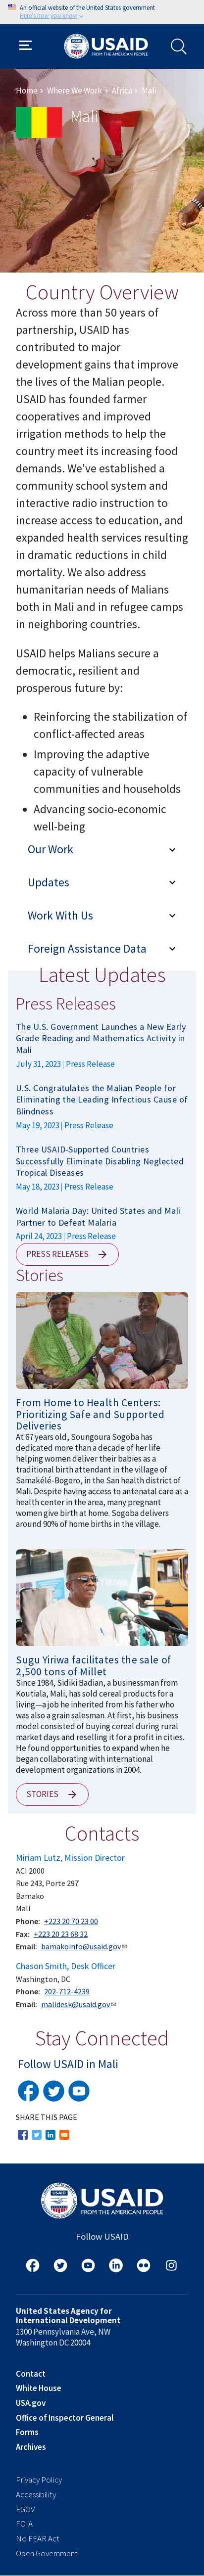 An official website of the United States government
Here's how you know
USAID
FROM THE AMERICAN PEOPLE
Home › Where We Work › Africa › Mali
Mali
Country Overview
Across more than 50 years of
partnership, USAID has
contributed to major
development gains that improve
the lives of the Malian people.
USAID has founded farmer
cooperatives and improved
irrigation methods to help the
country meet its increasing food
demands. We've established a
community school system and
interactive radio instruction to
increase access to education, and
expanded health services resulting
in dramatic reductions in child
mortality. We also address
humanitarian needs of Malians
both in Mali and in refugee camps
in neighboring countries.
USAID helps Malians secure a
democratic, resilient and
prosperous future by:
• Reinforcing the stabilization of
conflict-affected areas
• Improving the adaptive
capacity of vulnerable
communities and households
• Advancing socio-economic
well-being
Our Work
Updates
Work With Us
Foreign Assistance Data
Latest Updates
Press Releases
The U.S. Government Launches a New Early
Grade Reading and Mathematics Activity in
Mali
July 31, 2023 | Press Release
U.S. Congratulates the Malian People for
Eliminating the Leading Infectious Cause of
Blindness
May 19, 2023 | Press Release
Three USAID-Supported Countries
Successfully Eliminate Disabling Neglected
Tropical Diseases
May 18, 2023 | Press Release
World Malaria Day: United States and Mali
Partner to Defeat Malaria
April 24, 2023 | Press Release
PRESS RELEASES →
Stories
From Home to Health Centers:
Prioritizing Safe and Supported
Deliveries
At 67 years old, Soungoura Sogoba has
dedicated more than a decade of her life
helping women deliver their babies as a
traditional birth attendant in the village of
Samakélé-Bogoro, in the San health district of
Mali. Despite having access to antenatal care at a
health center in the area, many pregnant
women give birth at home. Sogoba delivers
around 90% of home births in the village.
Sugu Yiriwa facilitates the sale of
2,500 tons of Millet
Since 1984, Sidiki Badian, a businessman from
Koutiala, Mali, has sold cereal products for a
living—a job he inherited from his father who
was also a grain salesman. At first, his business
model consisted of buying cereal during rural
market days and reselling it for a profit in cities.
He found opportunities to expand when he
began collaborating with international
development organizations in 2004.
STORIES →
Contacts
Miriam Lutz, Mission Director
ACI 2000
Rue 243, Porte 297
Bamako
Mali
Phone: +223 20 70 23 00
Fax: +223 20 23 68 32
Email: bamakoinfo@usaid.gov
Chason Smith, Desk Officer
Washington, DC
Phone: 202-712-4239
Email: malidesk@usaid.gov
Stay Connected
Follow USAID in Mali
SHARE THIS PAGE
USAID
FROM THE AMERICAN PEOPLE
Follow USAID
United States Agency for
International Development
1300 Pennsylvania Ave, NW
Washington DC 20004
Contact
White House
USA.gov
Office of Inspector General
Forms
Archives
Privacy Policy
Accessibility
EGOV
FOIA
No FEAR Act
Open Government